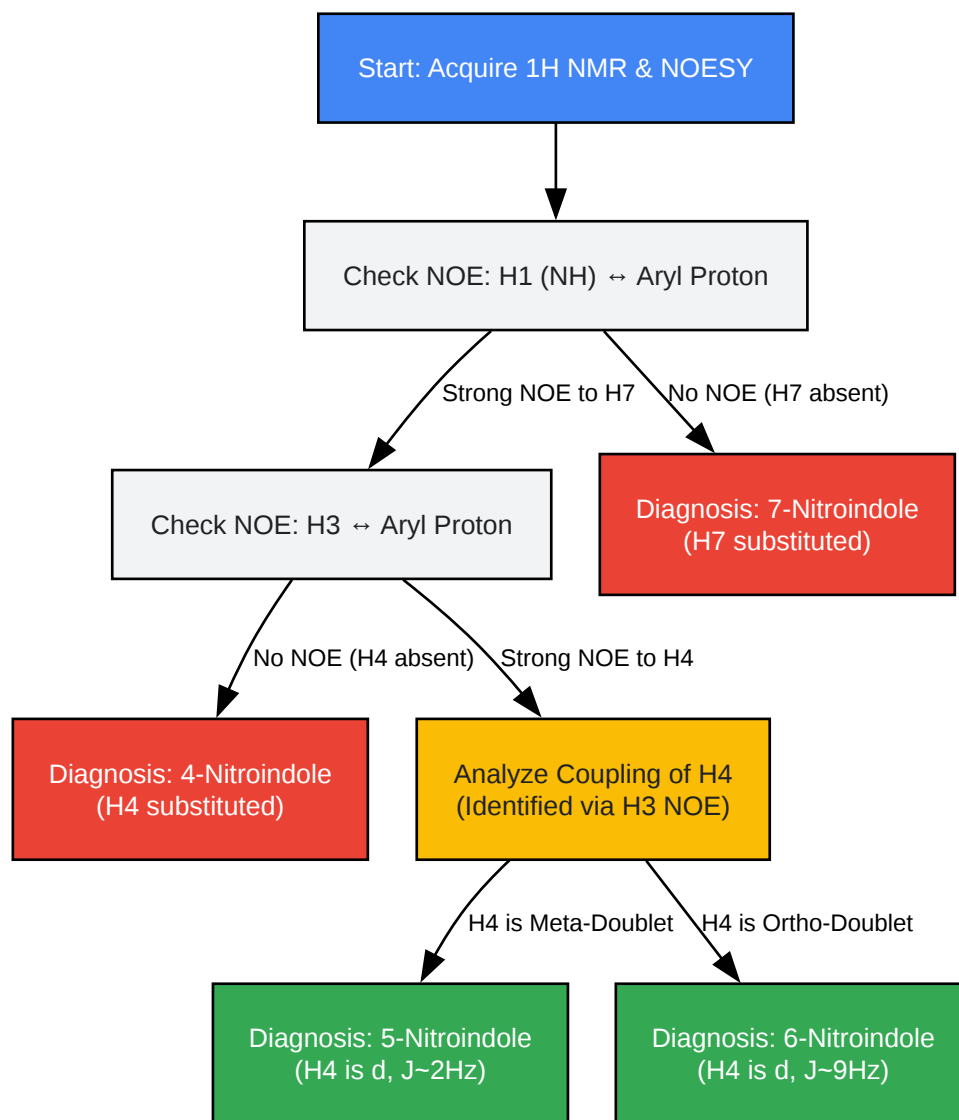 Start: Acquire 1H NMR & NOESY
Check NOE: H1 (NH) ↔ Aryl Proton
Strong NOE to H7
No NOE (H7 absent)
Check NOE: H3 ↔ Aryl Proton
Diagnosis: 7-Nitroindole
(H7 substituted)
No NOE (H4 absent)
Strong NOE to H4
Diagnosis: 4-Nitroindole
(H4 substituted)
Analyze Coupling of H4
(Identified via H3 NOE)
H4 is Meta-Doublet
H4 is Ortho-Doublet
Diagnosis: 5-Nitroindole
(H4 is d, J~2Hz)
Diagnosis: 6-Nitroindole
(H4 is d, J~9Hz)